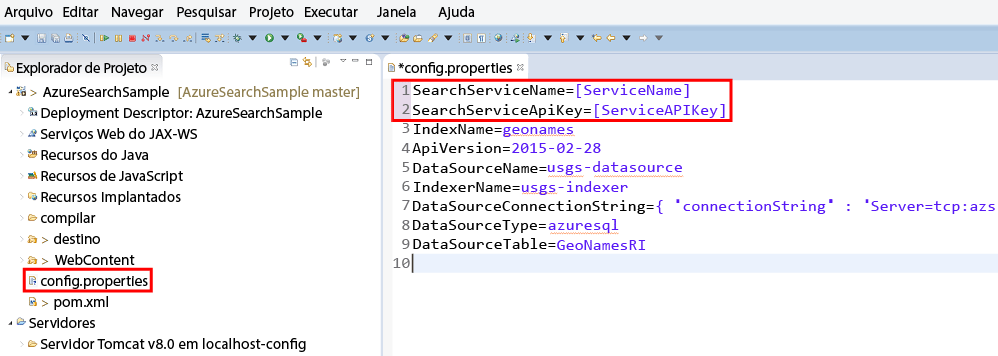 Arquivo Editar Navegar Pesquisar Projeto Executar Janela Ajuda
Explorador de Projeto
> AzureSearchSample [AzureSearchSample master]
Deployment Descriptor: AzureSearchSample
Serviços Web do JAX-WS
Recursos do Java
Recursos de JavaScript
Recursos Implantados
compilar
> destino
> WebContent
config.properties
> pom.xml
Servidores
Servidor Tomcat v8.0 em localhost-config
*config.properties
1 SearchServiceName=[ServiceName]
2 SearchServiceApiKey=[ServiceAPIKey]
3 IndexName=geonames
4 ApiVersion=2015-02-28
5 DataSourceName=usgs-datasource
6 IndexerName=usgs-indexer
7 DataSourceConnectionString={ 'connectionString' : 'Server=tcp:azs
8 DataSourceType=azuresql
9 DataSourceTable=GeoNamesRI
10